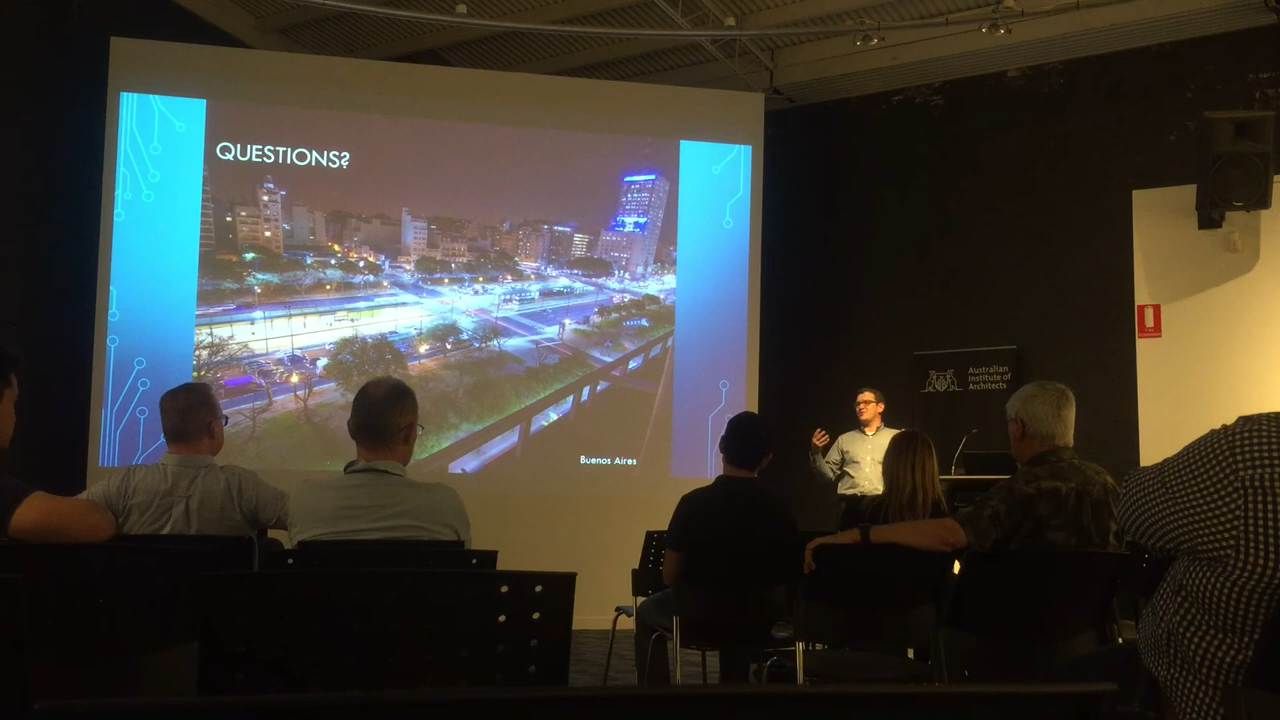 QUESTIONS?
Buenos Aires
Australian
Institute of
Architects